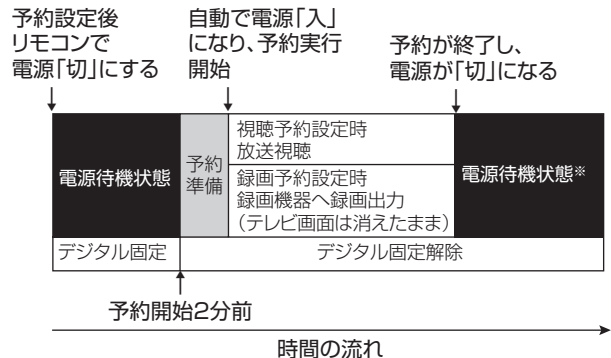 予約設定後
リモコンで
電源「切」にする
自動で電源「入」
になり、予約実行
開始
予約が終了し、
電源が「切」になる
電源待機状態
予約
準備
視聴予約設定時
放送視聴
録画予約設定時
録画機器へ録画出力
(テレビ画面は消えたまま)
電源待機状態※
デジタル固定
デジタル固定解除
予約開始2分前
時間の流れ